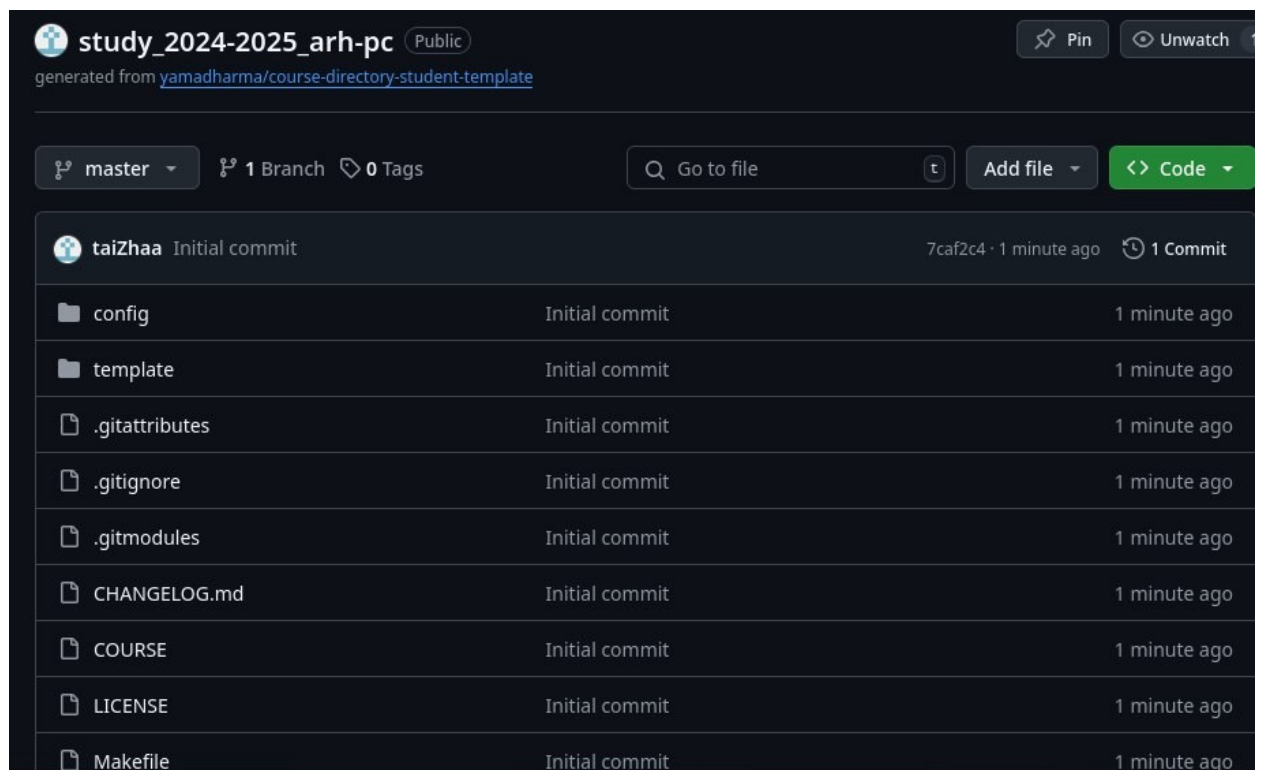 study_2024-2025_arh-pc Public
Pin
Unwatch
generated from yamadharma/course-directory-student-template
master
1 Branch
0 Tags
Go to file
t
Add file
Code
taiZhaa Initial commit 7caf2c4 · 1 minute ago 1 Commit
config Initial commit 1 minute ago
template Initial commit 1 minute ago
.gitattributes Initial commit 1 minute ago
.gitignore Initial commit 1 minute ago
.gitmodules Initial commit 1 minute ago
CHANGELOG.md Initial commit 1 minute ago
COURSE Initial commit 1 minute ago
LICENSE Initial commit 1 minute ago
Makefile Initial commit 1 minute ago